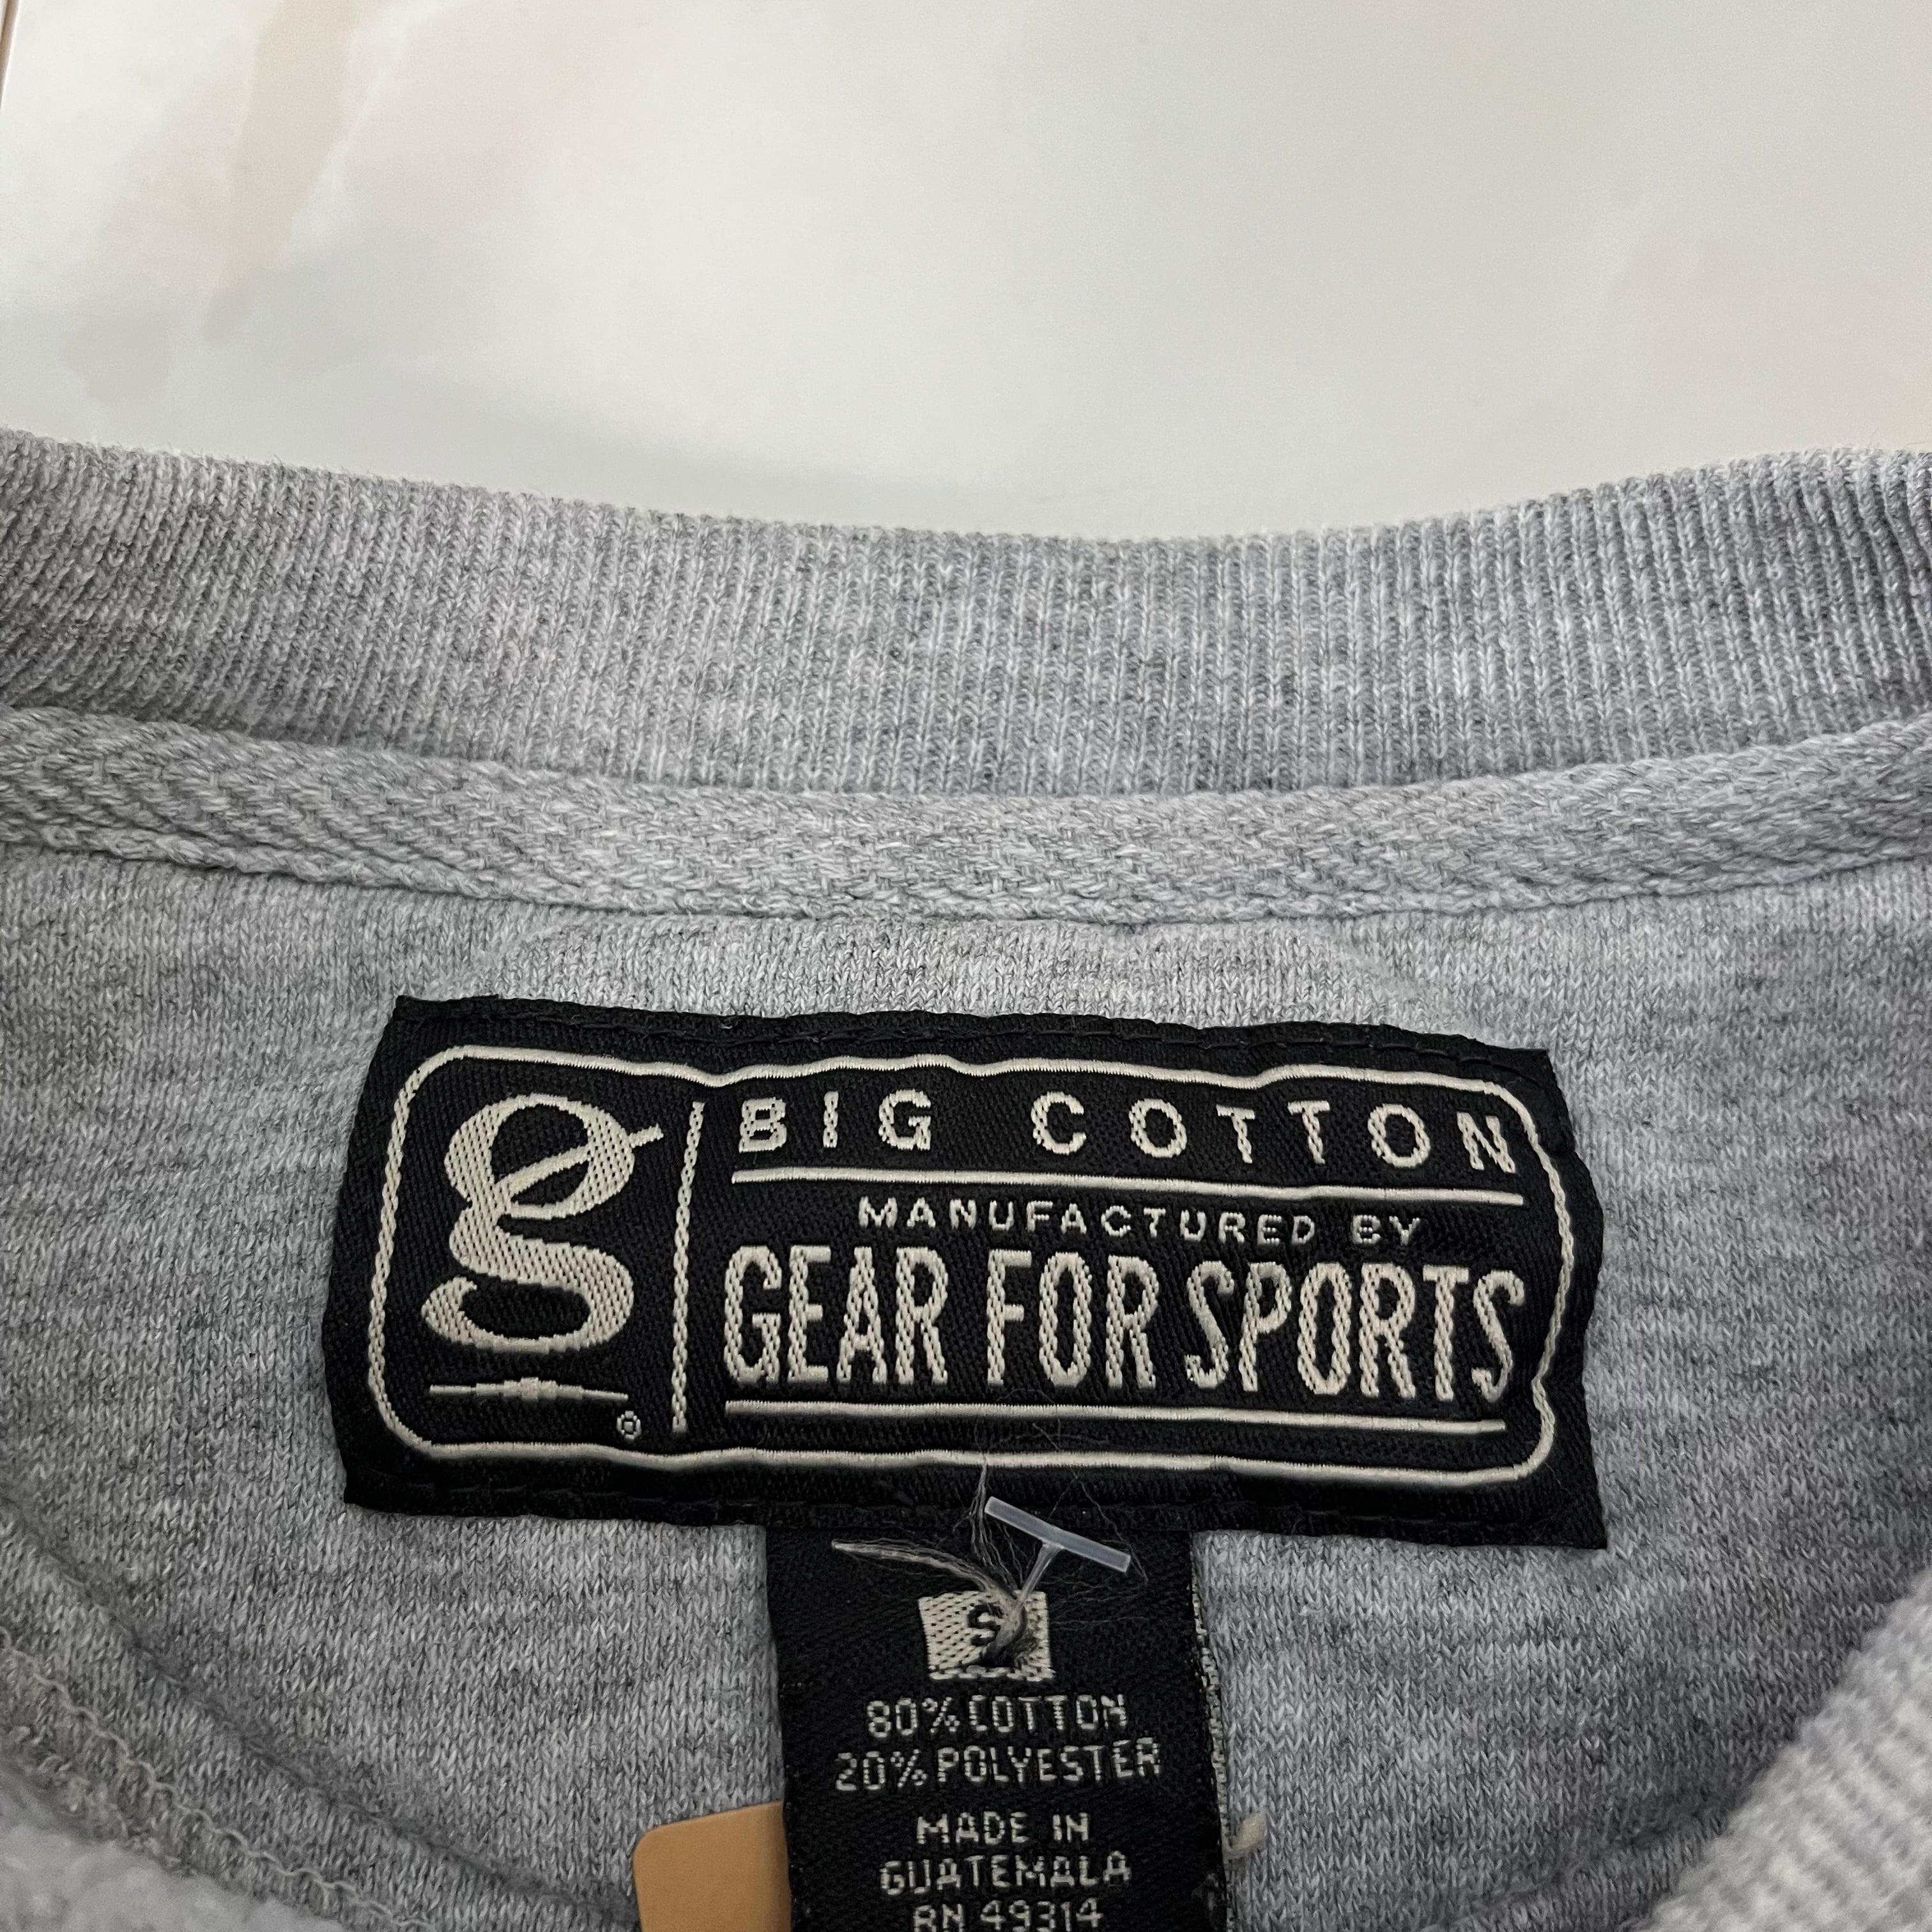 g
®
BIG COTTON
MANUFACTURED BY
GEAR FOR SPORTS
S
80% COTTON
20% POLYESTER
MADE IN
GUATEMALA
RN 49314